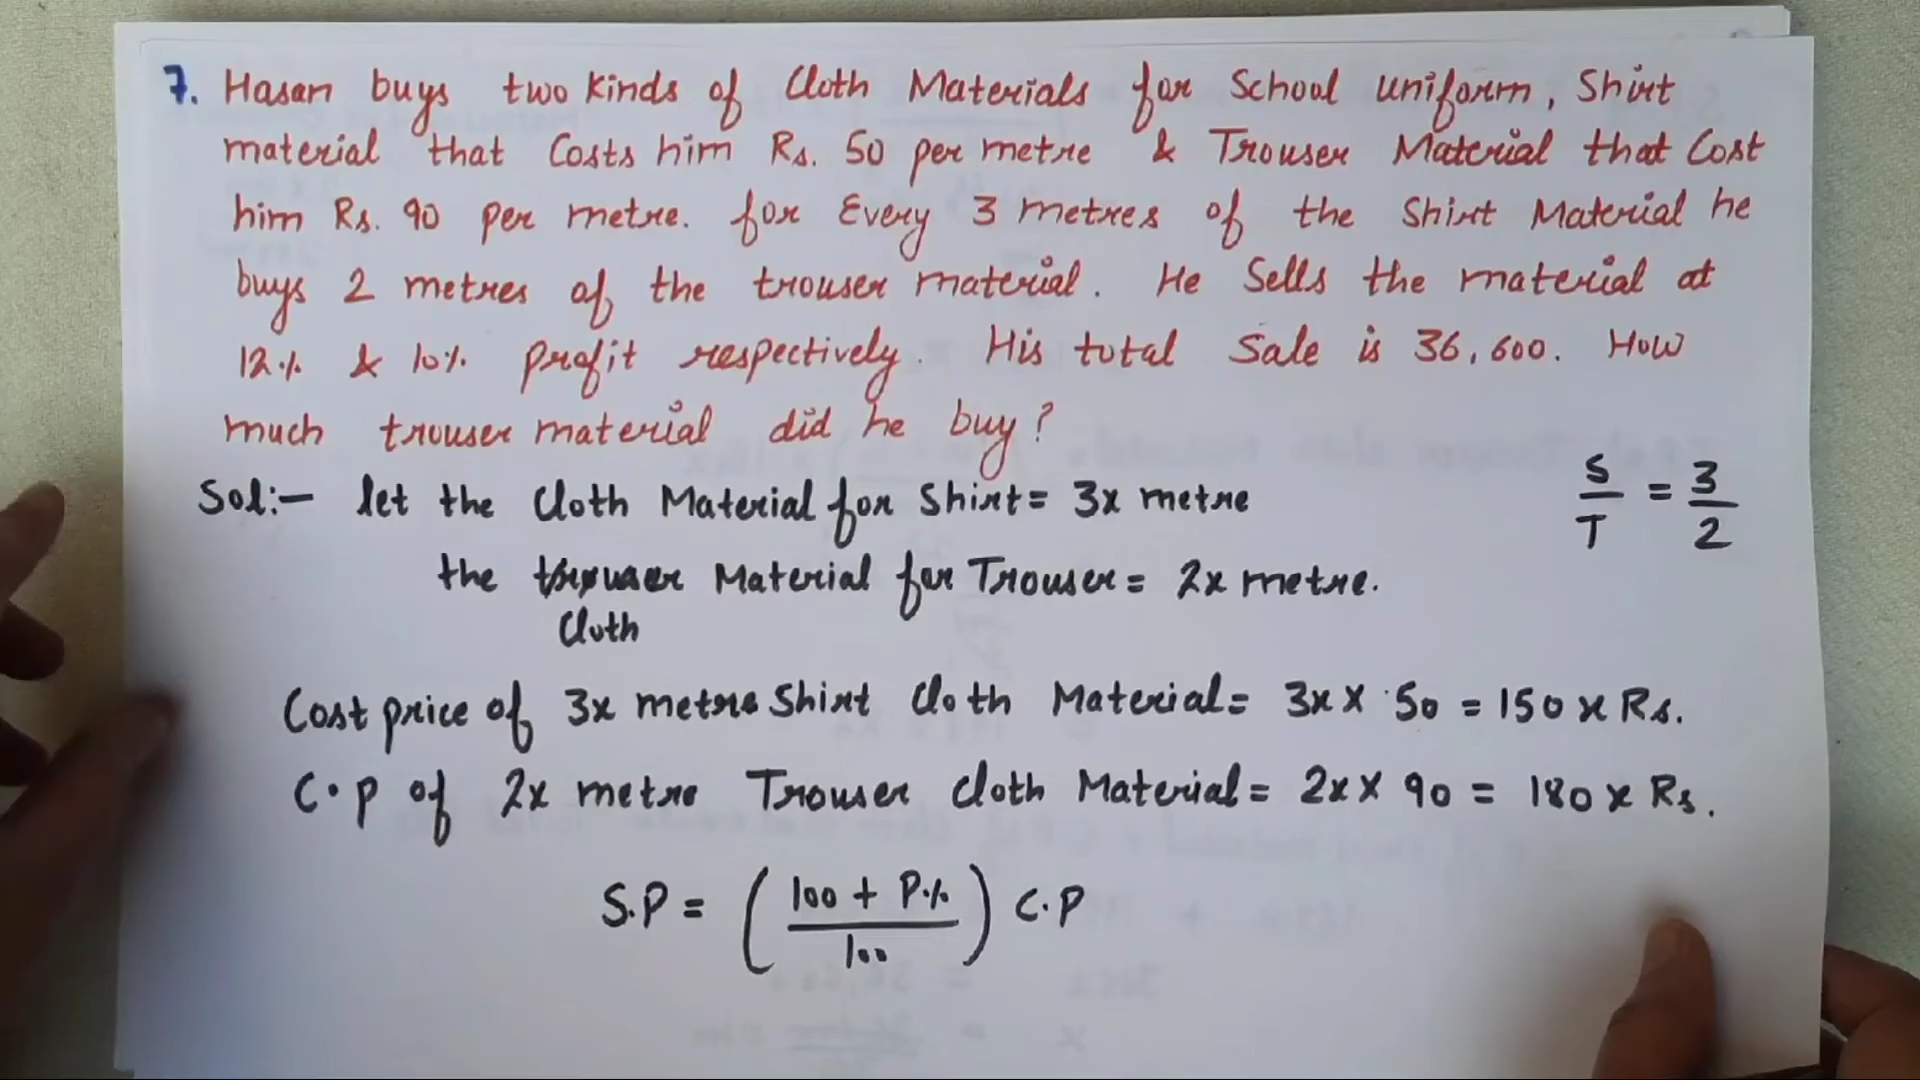 7. Hasan buys two kinds of Cloth Materials for School uniform, Shirt
material that Costs him Rs. 50 per metre & Trouser Material that Cost
him Rs. 90 per metre. for Every 3 metres of the Shirt Material he
buys 2 metres of the trouser material. He Sells the material at
12% & 10% profit respectively. His total Sale is 36,600. How
much trouser material did he buy?
Sol:- let the Cloth Material for Shirt = 3x metre
S/T = 3/2
the Material for Trouser = 2x metre.
Cloth
Cost price of 3x metre Shirt Cloth Material = 3x × 50 = 150x Rs.
C.P of 2x metre Trouser Cloth Material = 2x × 90 = 180x Rs.
S.P = (100 + P% / 100) C.P